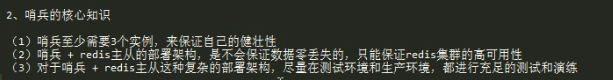 2、哨兵的核心知识
（1）哨兵至少需要3个实例，来保证自己的健壮性
（2）哨兵 + redis主从的部署架构，是不会保证数据零丢失的，只能保证redis集群的高可用性
（3）对于哨兵 + redis主从这种复杂的部署架构，尽量在测试环境和生产环境，都进行充足的测试和演练